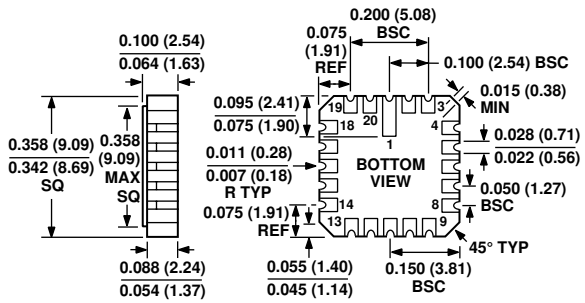 0.100 (2.54)
0.064 (1.63)
0.358 (9.09)
0.342 (8.69)
SQ
0.358
(9.09)
MAX
SQ
0.088 (2.24)
0.054 (1.37)
0.200 (5.08)
BSC
0.075
(1.91)
REF
0.100 (2.54) BSC
0.015 (0.38)
MIN
0.095 (2.41)
0.075 (1.90)
19
20
3
18
4
1
0.028 (0.71)
0.022 (0.56)
0.011 (0.28)
0.007 (0.18)
R TYP
BOTTOM
VIEW
0.050 (1.27)
BSC
0.075 (1.91)
REF
14
8
13
9
45° TYP
0.055 (1.40)
0.045 (1.14)
0.150 (3.81)
BSC